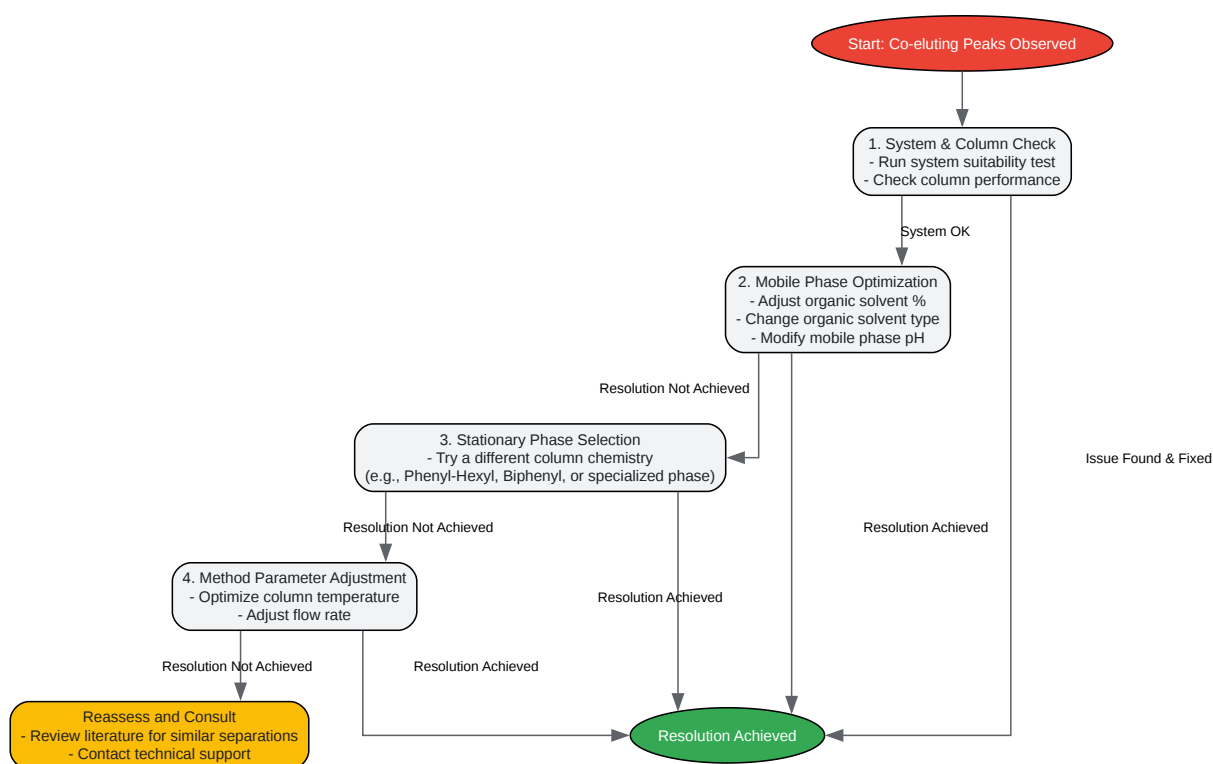 Start: Co-eluting Peaks Observed
1. System & Column Check
- Run system suitability test
- Check column performance
System OK
2. Mobile Phase Optimization
- Adjust organic solvent %
- Change organic solvent type
- Modify mobile phase pH
Resolution Not Achieved
3. Stationary Phase Selection
- Try a different column chemistry
(e.g., Phenyl-Hexyl, Biphenyl, or specialized phase)
Issue Found & Fixed
Resolution Not Achieved
Resolution Achieved
4. Method Parameter Adjustment
- Optimize column temperature
- Adjust flow rate
Resolution Achieved
Resolution Not Achieved
Resolution Achieved
Reassess and Consult
- Review literature for similar separations
- Contact technical support
Resolution Achieved